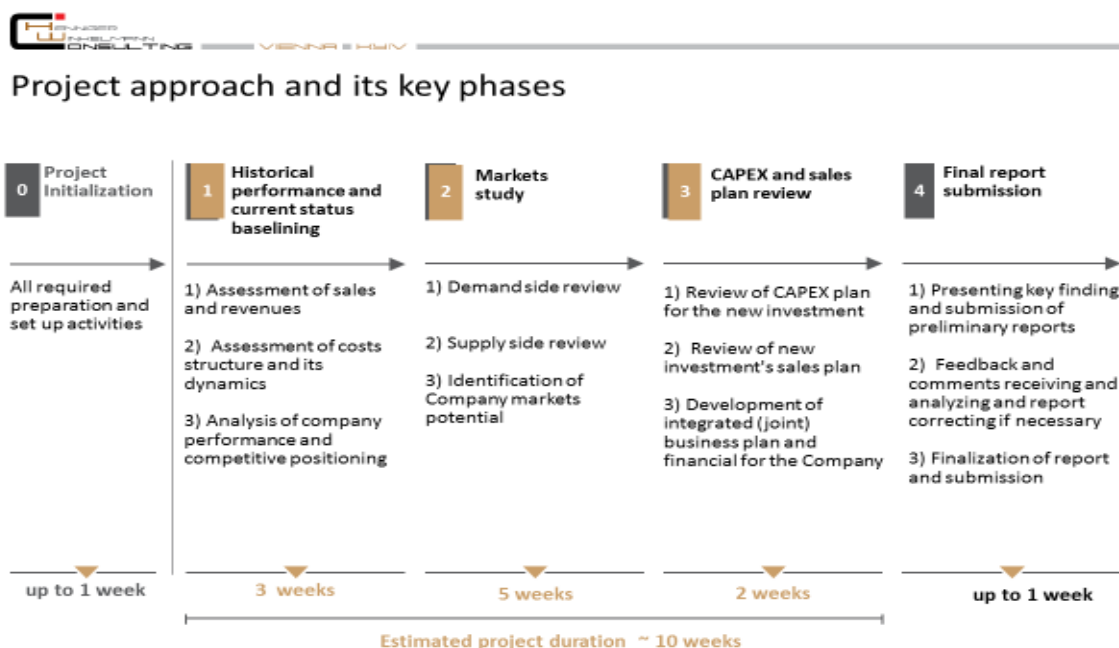 HANNGER
WINKELMANN
CONSULTING
VIENNA KYIV
Project approach and its key phases
0
Project
Initialization
All required
preparation and
set up activities
up to 1 week
1
Historical
performance and
current status
baselining
1) Assessment of sales
and revenues
2) Assessment of costs
structure and its
dynamics
3) Analysis of company
performance and
competitive positioning
3 weeks
2
Markets
study
1) Demand side review
2) Supply side review
3) Identification of
Company markets
potential
5 weeks
3
CAPEX and sales
plan review
1) Review of CAPEX plan
for the new investment
2) Review of new
investment's sales plan
3) Development of
integrated (joint)
business plan and
financial for the Company
2 weeks
4
Final report
submission
1) Presenting key finding
and submission of
preliminary reports
2) Feedback and
comments receiving and
analyzing and report
correcting if necessary
3) Finalization of report
and submission
up to 1 week
Estimated project duration ~ 10 weeks